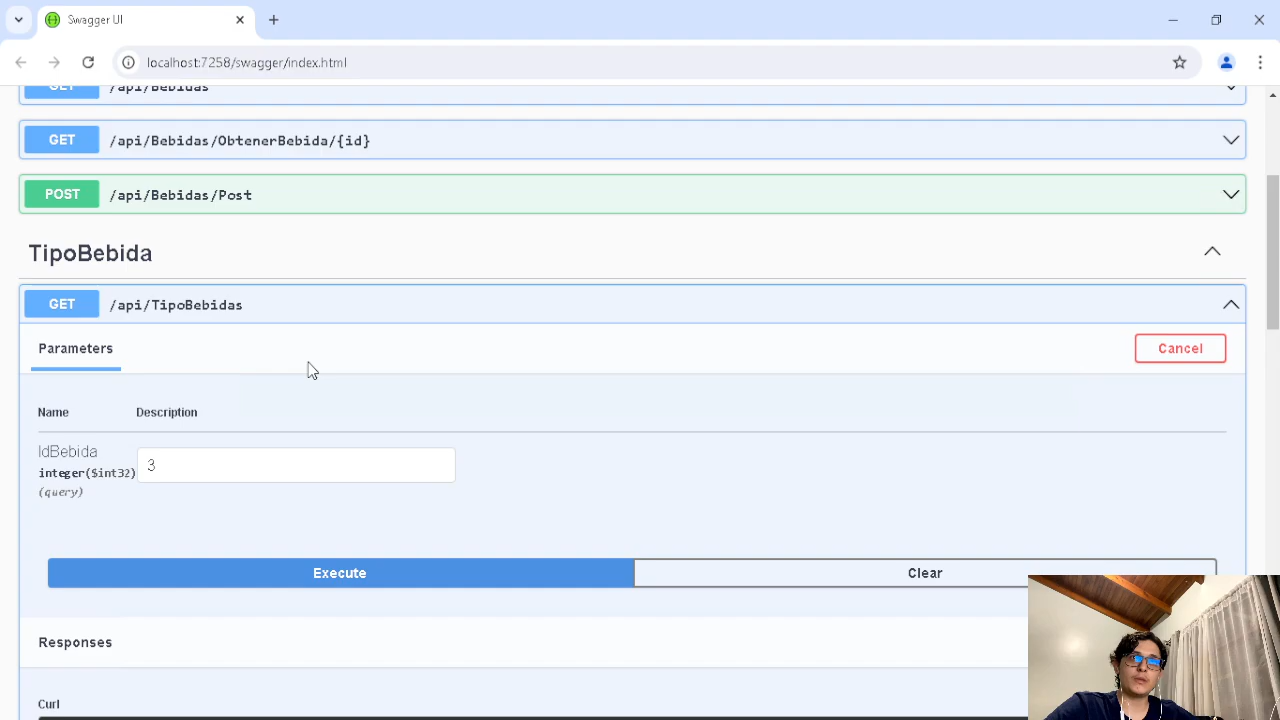 Swagger UI
localhost:7258/swagger/index.html
GET /api/Bebidas
GET /api/Bebidas/ObtenerBebida/{id}
POST /api/Bebidas/Post
TipoBebida
GET /api/TipoBebidas
Parameters
Cancel
Name Description
IdBebida
integer($int32)
(query)
3
Execute
Clear
Responses
Curl